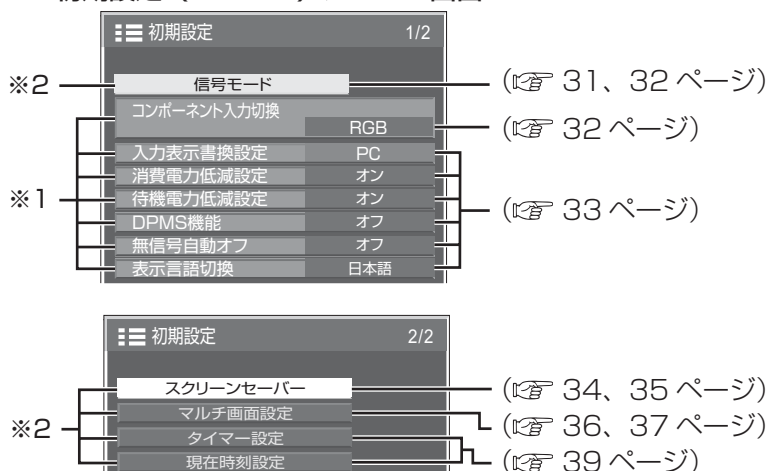 初期設定 1/2
※2 信号モード (☞ 31、32 ページ)
コンポーネント入力切換
RGB (☞ 32 ページ)
入力表示書換設定 PC
消費電力低減設定 オン
※1 待機電力低減設定 オン (☞ 33 ページ)
DPMS機能 オフ
無信号自動オフ オフ
表示言語切換 日本語
初期設定 2/2
スクリーンセーバー (☞ 34、35 ページ)
マルチ画面設定 (☞ 36、37 ページ)
※2 タイマー設定
現在時刻設定 (☞ 39 ページ)